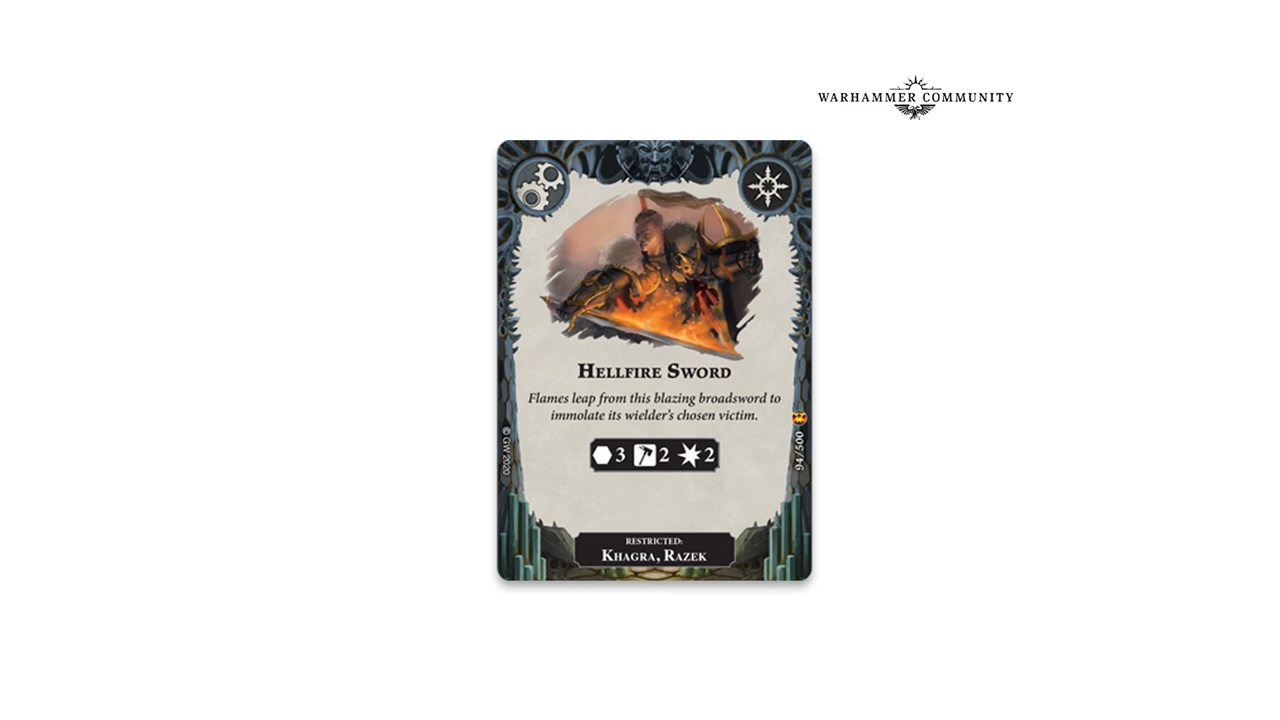 WARHAMMER COMMUNITY
HELLFIRE SWORD
Flames leap from this blazing broadsword to
immolate its wielder's chosen victim.
3 2 2
© GW 2020
94/500
RESTRICTED:
KHAGRA, RAZEK